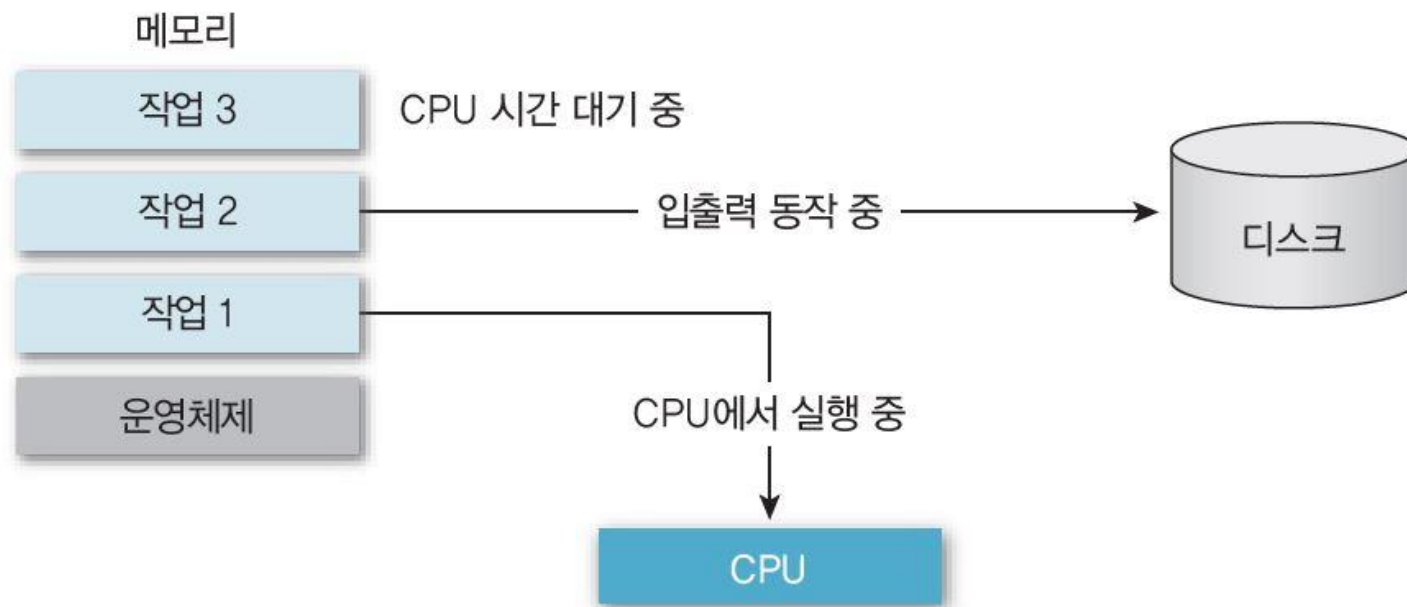 메모리
작업 3
CPU 시간 대기 중
작업 2
입출력 동작 중
디스크
작업 1
운영체제
CPU에서 실행 중
CPU